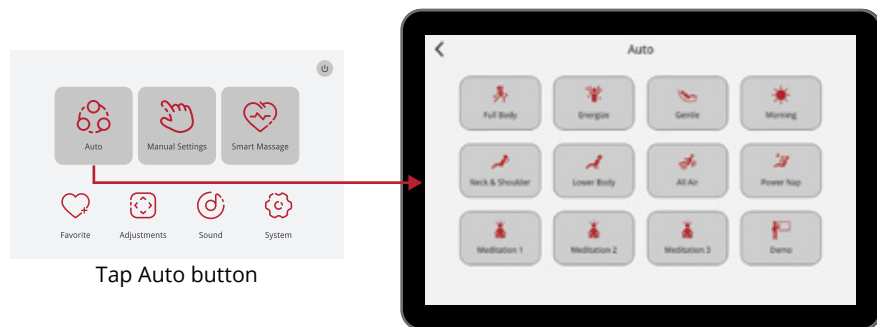 Auto
Manual Settings
Smart Massage
Favorite
Adjustments
Sound
System
Tap Auto button
Auto
Full Body
Energize
Gentle
Morning
Neck & Shoulder
Lower Body
All Air
Power Nap
Meditation 1
Meditation 2
Meditation 3
Demo